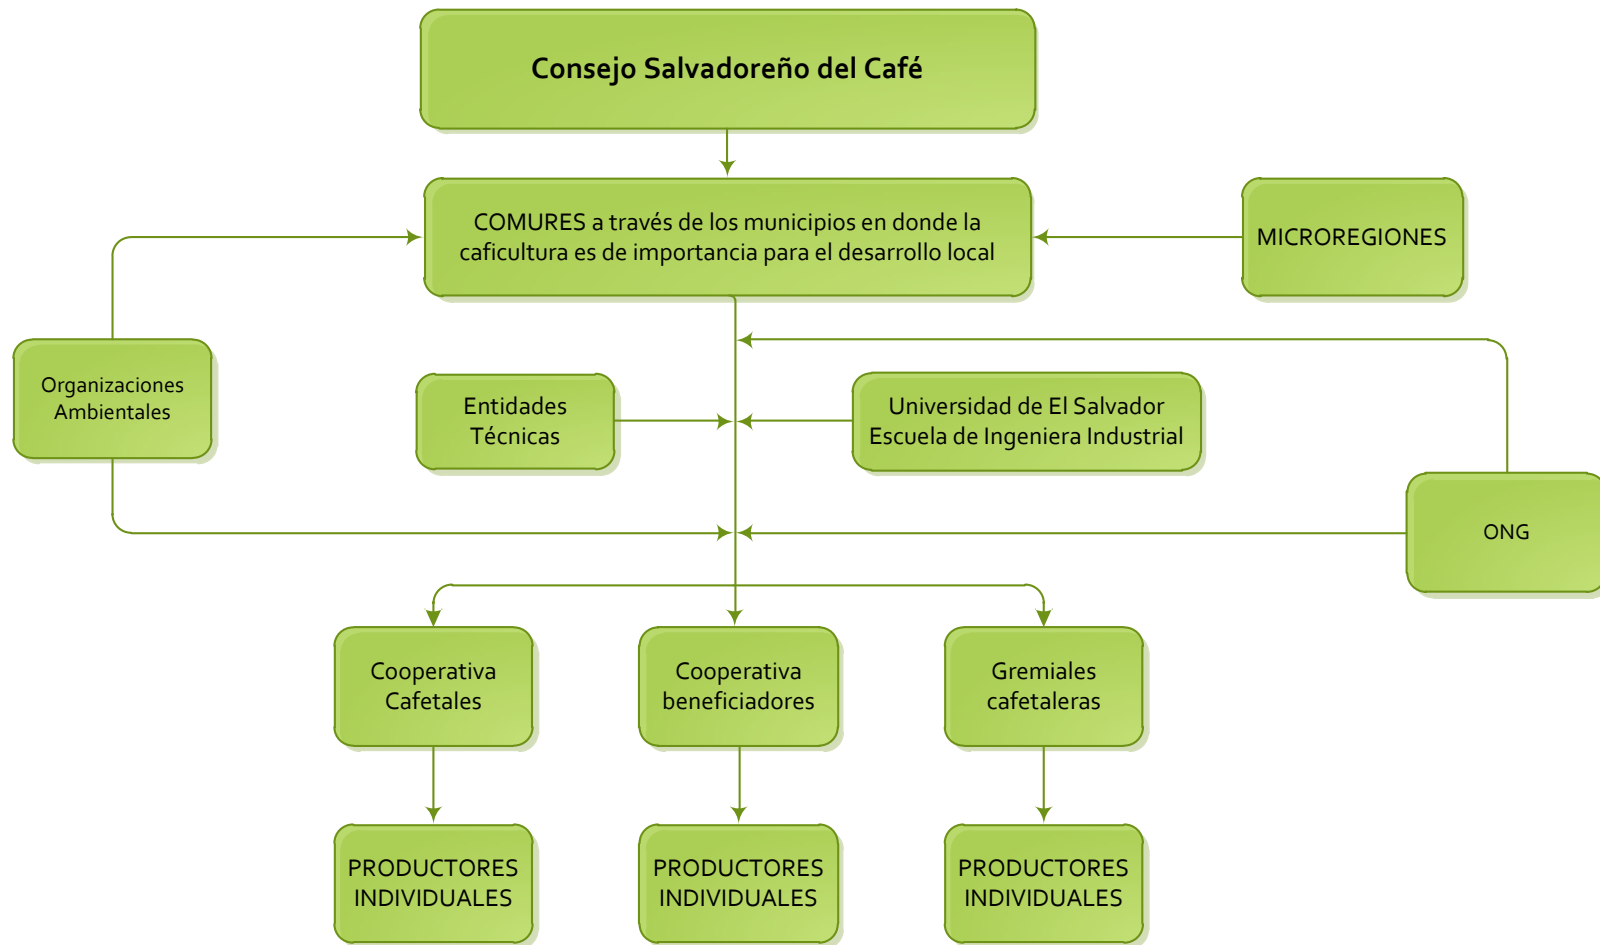 Consejo Salvadoreño del Café
COMURES a través de los municipios en donde la
caficultura es de importancia para el desarrollo local
MICROREGIONES
Organizaciones
Ambientales
Entidades
Técnicas
Universidad de El Salvador
Escuela de Ingeniera Industrial
ONG
Cooperativa
Cafetales
Cooperativa
beneficiadores
Gremiales
cafetaleras
PRODUCTORES
INDIVIDUALES
PRODUCTORES
INDIVIDUALES
PRODUCTORES
INDIVIDUALES